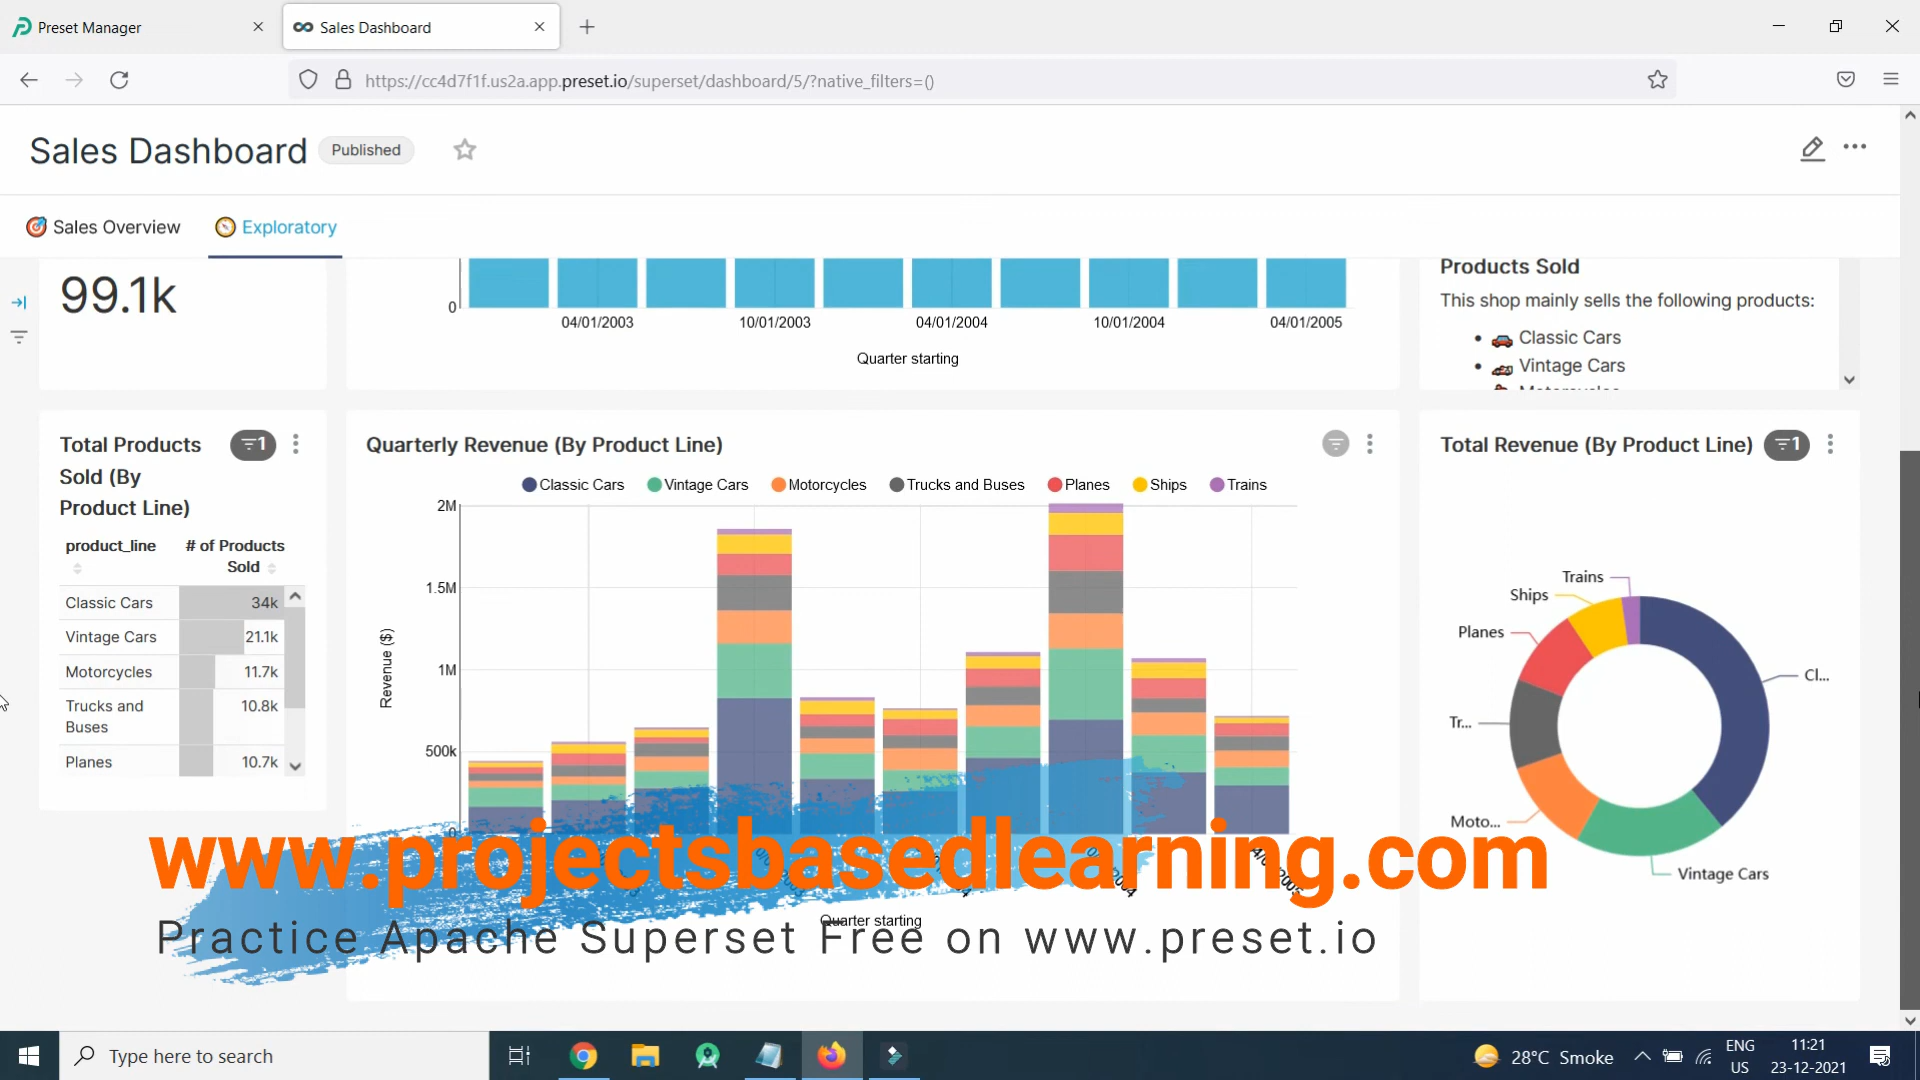 Preset Manager
Sales Dashboard
https://cc4d7f1f.us2a.app.preset.io/superset/dashboard/5/?native_filters=()
Sales Dashboard
Published
Sales Overview
Exploratory
99.1k
0
04/01/2003
10/01/2003
04/01/2004
10/01/2004
04/01/2005
Quarter starting
Products Sold
This shop mainly sells the following products:
Classic Cars
Vintage Cars
Total Products
Sold (By
Product Line)
1
product_line
# of Products
Sold
Classic Cars 34k
Vintage Cars 21.1k
Motorcycles 11.7k
Trucks and
Buses
10.8k
Planes 10.7k
Quarterly Revenue (By Product Line)
Classic Cars Vintage Cars Motorcycles Trucks and Buses Planes Ships Trains
2M
1.5M
1M
500k
Revenue ($)
Quarter starting
Total Revenue (By Product Line)
1
Trains
Ships
Planes
Cl...
Tr...
Moto...
Vintage Cars
www.projectsbasedlearning.com
Practice Apache Superset Free on www.preset.io
Type here to search
28°C Smoke
ENG
US
11:21
23-12-2021